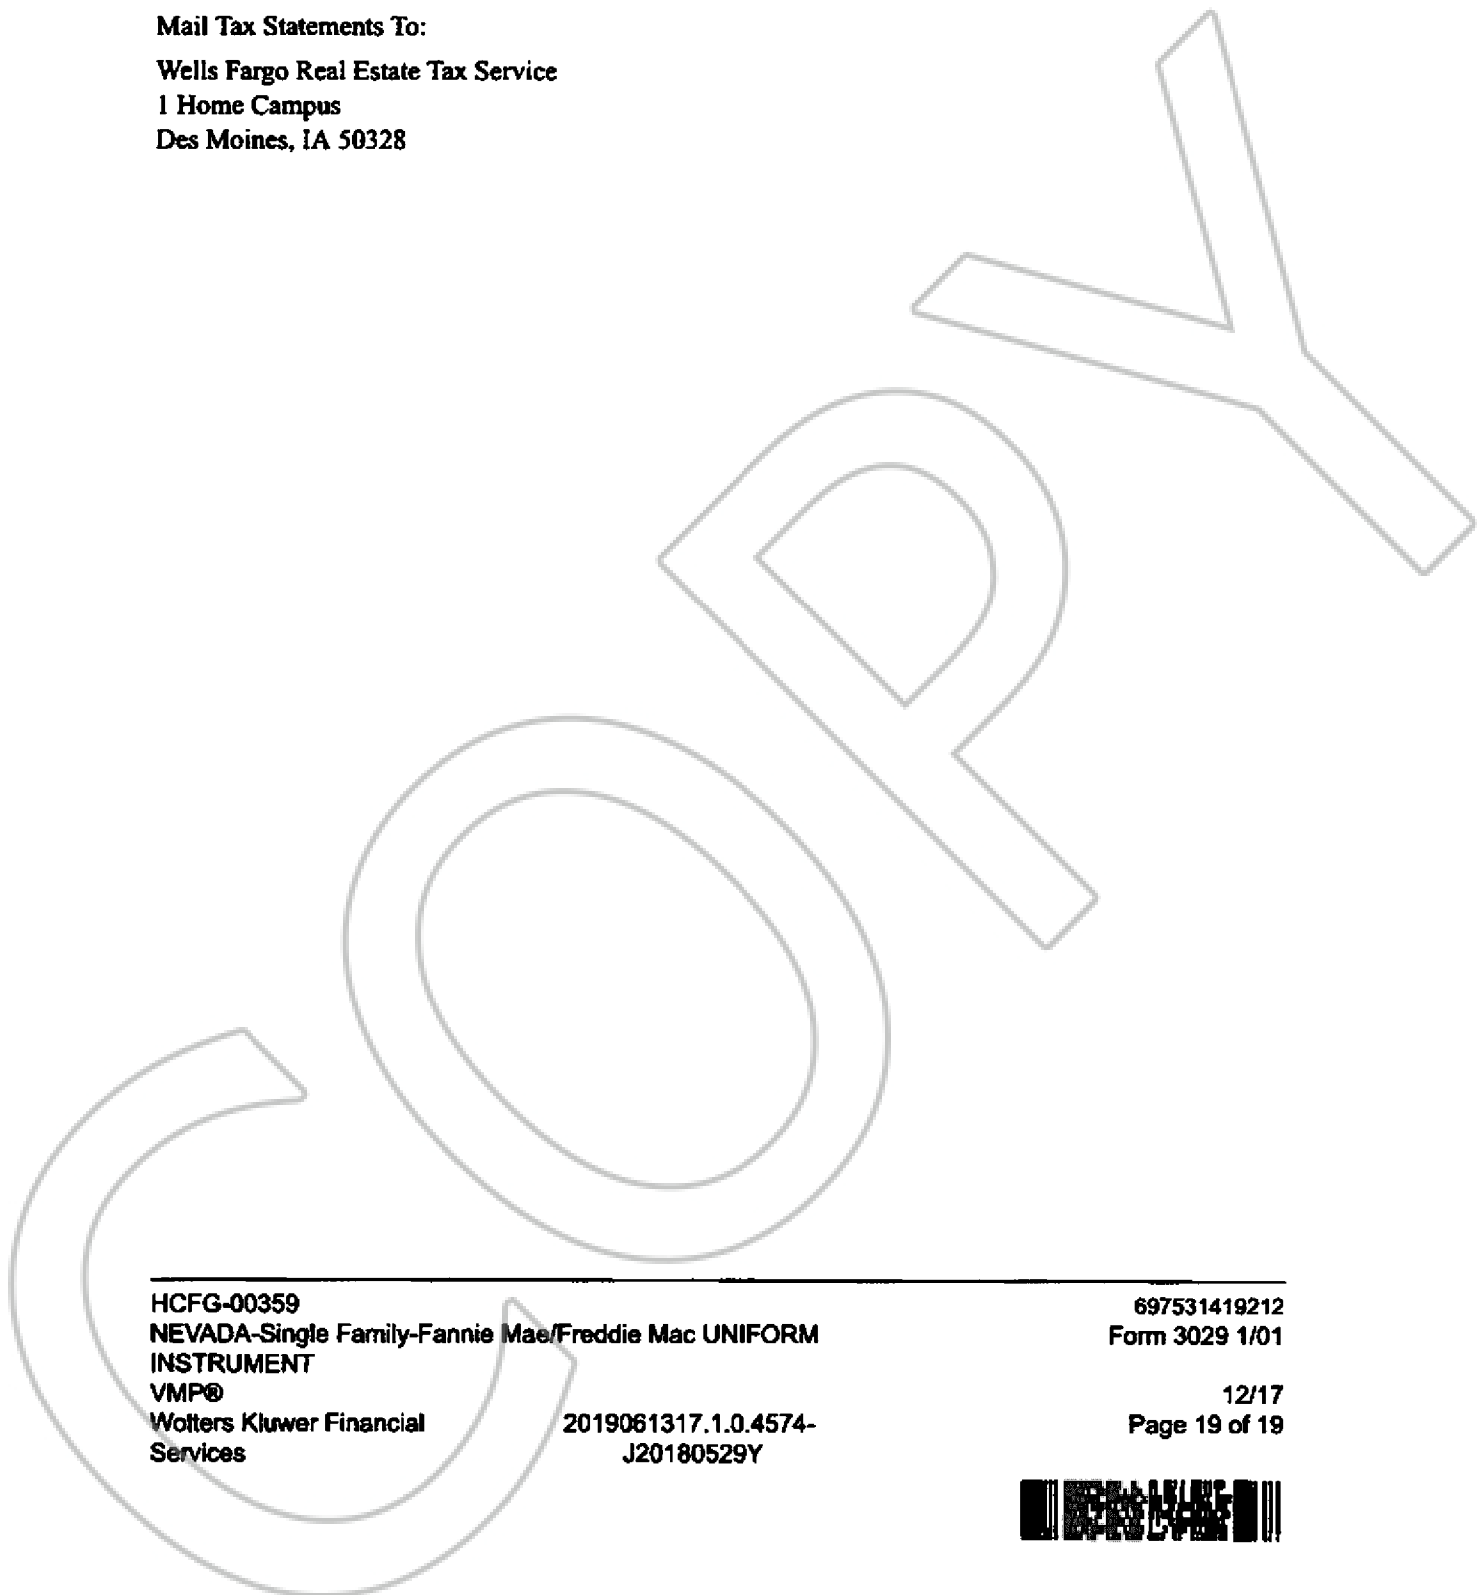 Mail Tax Statements To:
Wells Fargo Real Estate Tax Service
1 Home Campus
Des Moines, IA 50328
COPY
HCFG-00359 697531419212
NEVADA-Single Family-Fannie Mae/Freddie Mac UNIFORM Form 3029 1/01
INSTRUMENT
VMP® 12/17
Wolters Kluwer Financial 2019061317.1.0.4574- Page 19 of 19
Services J20180529Y